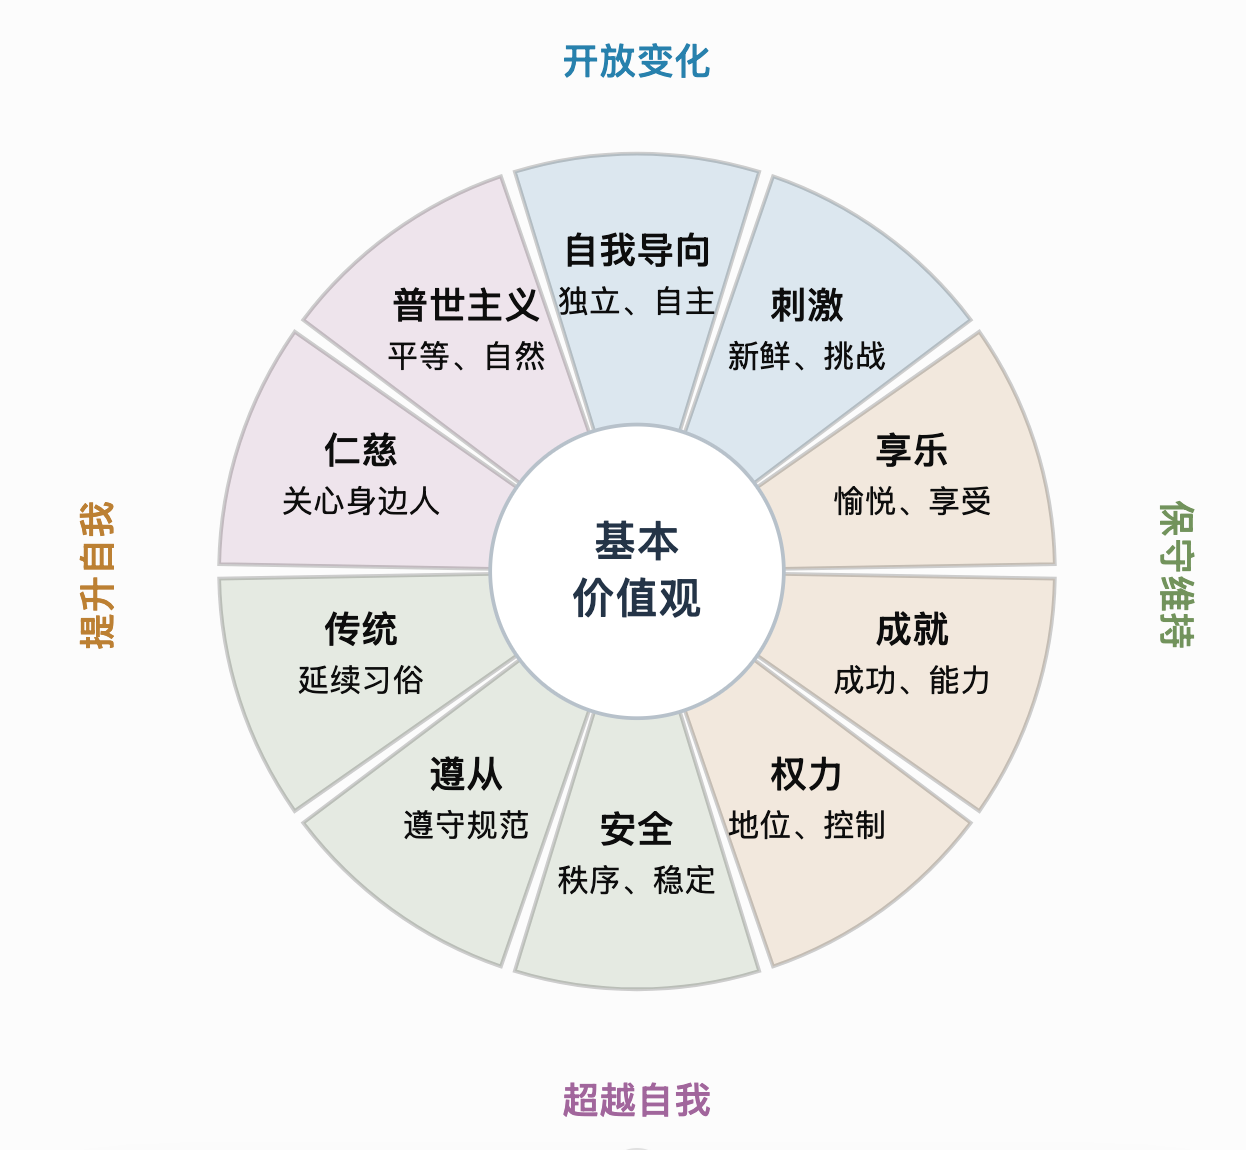 开放变化
自我导向
独立、自主
刺激
新鲜、挑战
享乐
愉悦、享受
成就
成功、能力
权力
地位、控制
安全
秩序、稳定
遵从
遵守规范
传统
延续习俗
仁慈
关心身边人
普世主义
平等、自然
基本
价值观
提升自我
保守维持
超越自我